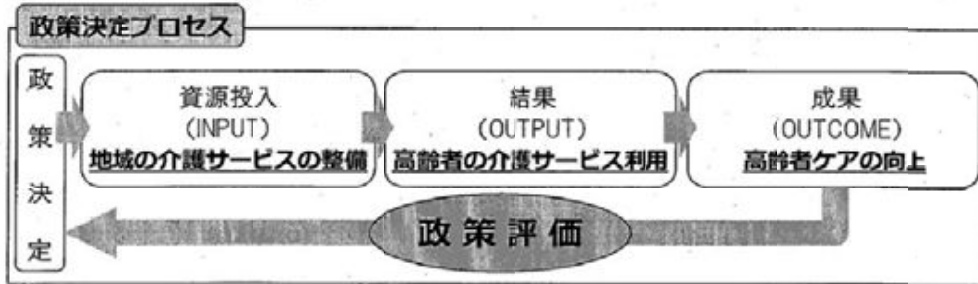 政策決定プロセス
政策決定
資源投入
(INPUT)
地域の介護サービスの整備
結果
(OUTPUT)
高齢者の介護サービス利用
成果
(OUTCOME)
高齢者ケアの向上
政策評価